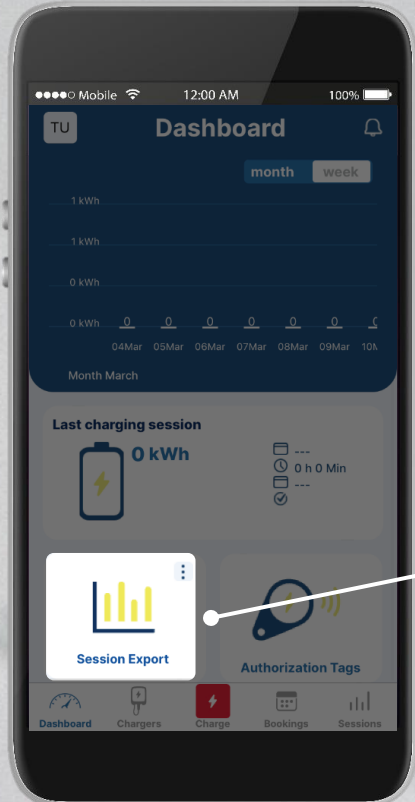 Mobile 12:00 AM 100%
TU Dashboard
month week
1 kWh
1 kWh
0 kWh
0 kWh 0 0 0 0 0 0
04Mar 05Mar 06Mar 07Mar 08Mar 09Mar
Month March
Last charging session
0 kWh
---
0 h 0 Min
---
Session Export
Authorization Tags
Dashboard Chargers Charge Bookings Sessions